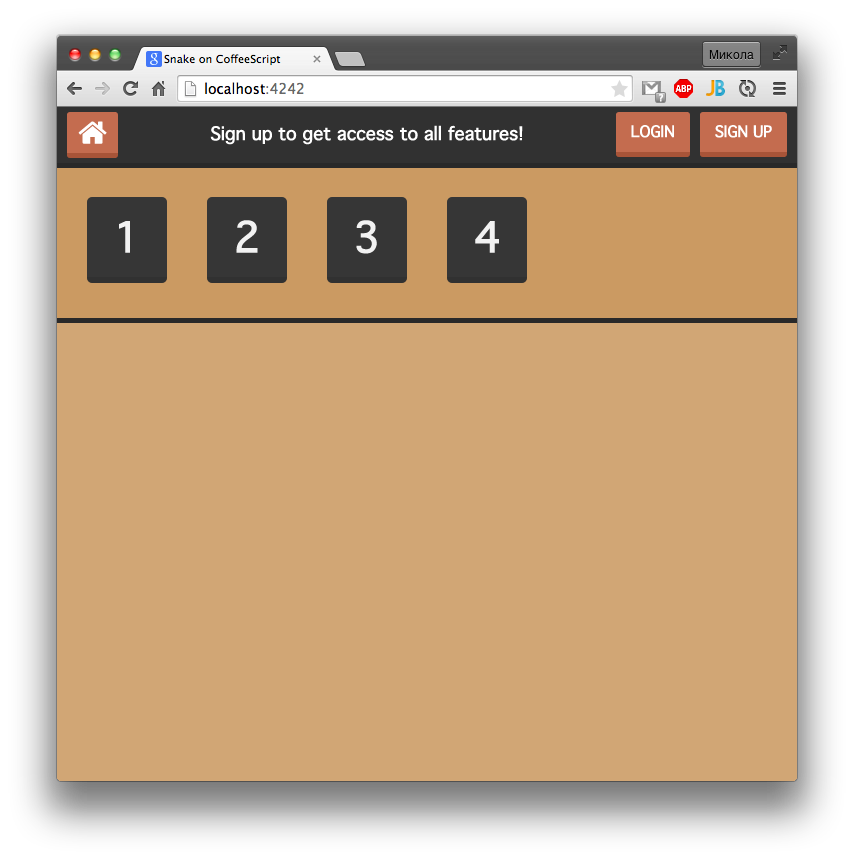 Snake on CoffeeScript
Микола
localhost:4242
ABP
JB
Sign up to get access to all features!
LOGIN
SIGN UP
1 2 3 4